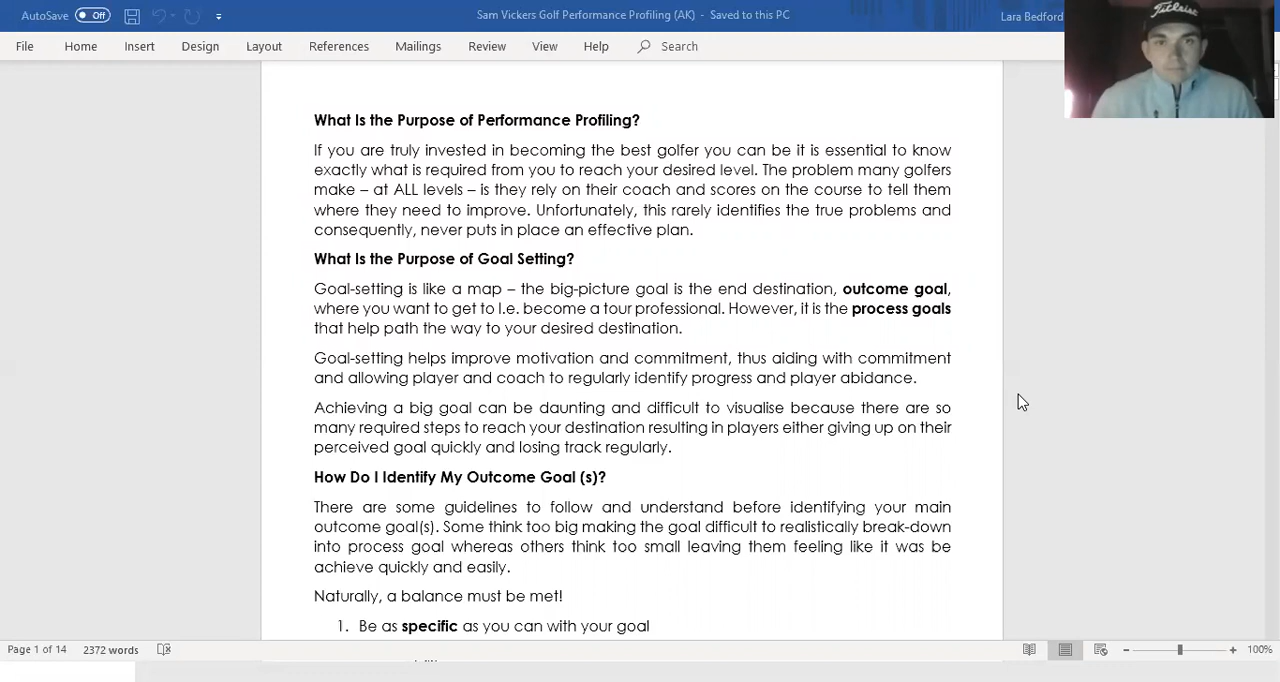 AutoSave Off Sam Vickers Golf Performance Profiling (AK) - Saved to this PC Lara Bedford
File Home Insert Design Layout References Mailings Review View Help Search
Titleist
What Is the Purpose of Performance Profiling?
If you are truly invested in becoming the best golfer you can be it is essential to know
exactly what is required from you to reach your desired level. The problem many golfers
make – at ALL levels – is they rely on their coach and scores on the course to tell them
where they need to improve. Unfortunately, this rarely identifies the true problems and
consequently, never puts in place an effective plan.
What Is the Purpose of Goal Setting?
Goal-setting is like a map – the big-picture goal is the end destination, outcome goal,
where you want to get to I.e. become a tour professional. However, it is the process goals
that help path the way to your desired destination.
Goal-setting helps improve motivation and commitment, thus aiding with commitment
and allowing player and coach to regularly identify progress and player abidance.
Achieving a big goal can be daunting and difficult to visualise because there are so
many required steps to reach your destination resulting in players either giving up on their
perceived goal quickly and losing track regularly.
How Do I Identify My Outcome Goal (s)?
There are some guidelines to follow and understand before identifying your main
outcome goal(s). Some think too big making the goal difficult to realistically break-down
into process goal whereas others think too small leaving them feeling like it was be
achieve quickly and easily.
Naturally, a balance must be met!
1. Be as specific as you can with your goal
Page 1 of 14 2372 words 100%